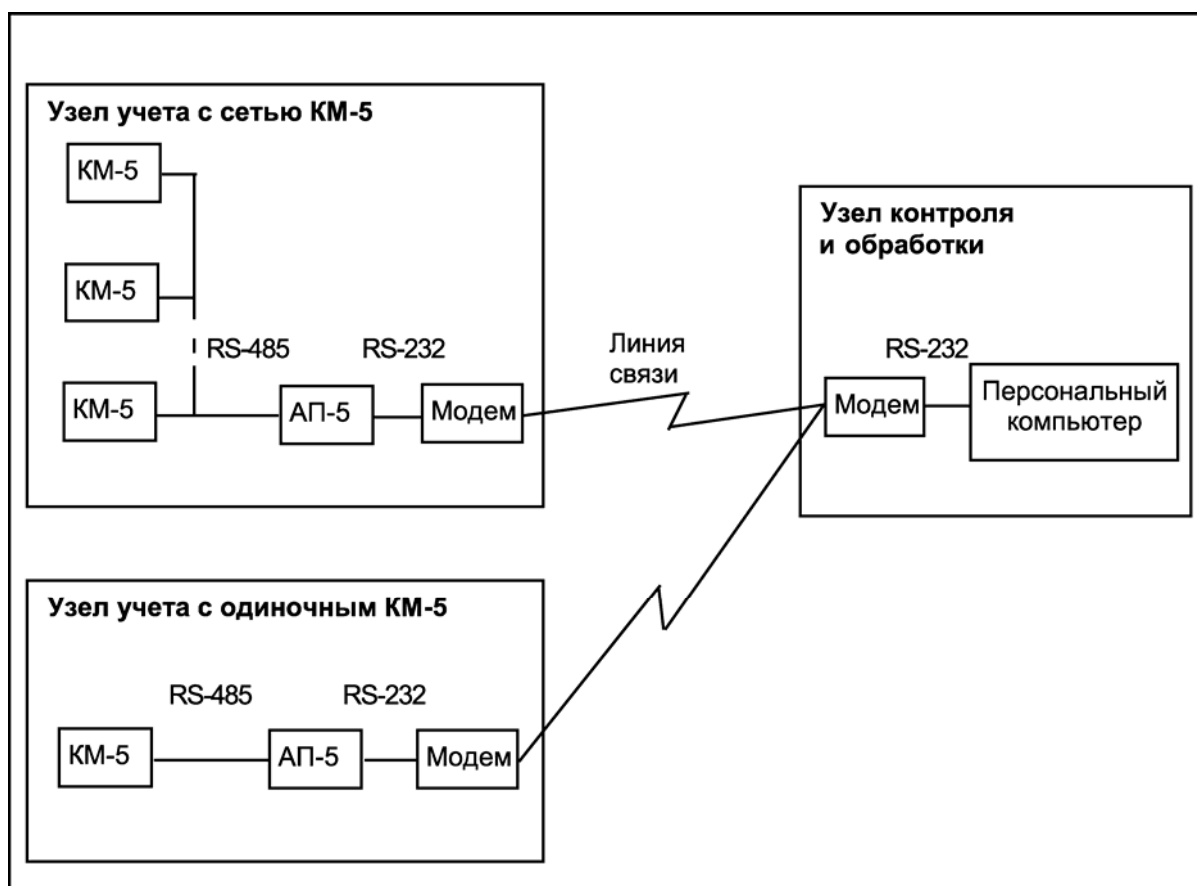 Узел учета с сетью КМ-5
КМ-5
КМ-5
RS-485
RS-232
КМ-5
АП-5
Модем
Линия
связи
Узел контроля
и обработки
RS-232
Модем
Персональный
компьютер
Узел учета с одиночным КМ-5
RS-485
RS-232
КМ-5
АП-5
Модем